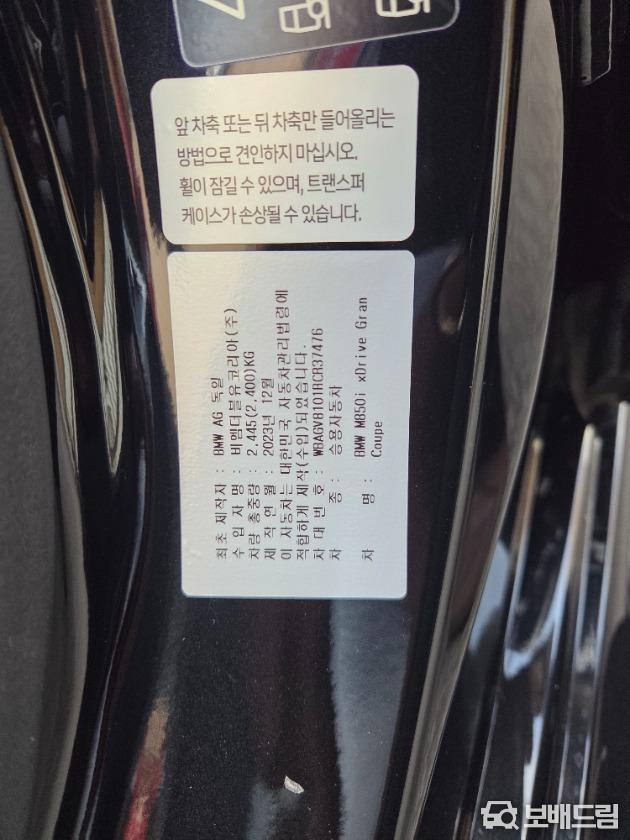 앞 차축 또는 뒤 차축만 들어올리는
방법으로 견인하지 마십시오.
휠이 잠길 수 있으며, 트랜스퍼
케이스가 손상될 수 있습니다.
최초 제작자 : BMW AG 독일
수 입 자 명 : 비엠더블유코리아(주)
차량 총중량 : 2,445(2,400)KG
제 작 연 월 : 2023년 12월
이 자동차는 대한민국 자동차관리법령에
적합하게 제작(수입)되었습니다.
차 대 번 호 : WBAGV8101RCR37476
차 종 : 승용자동차
차 명 : BMW M850i xDrive Gran
Coupe
보배드림